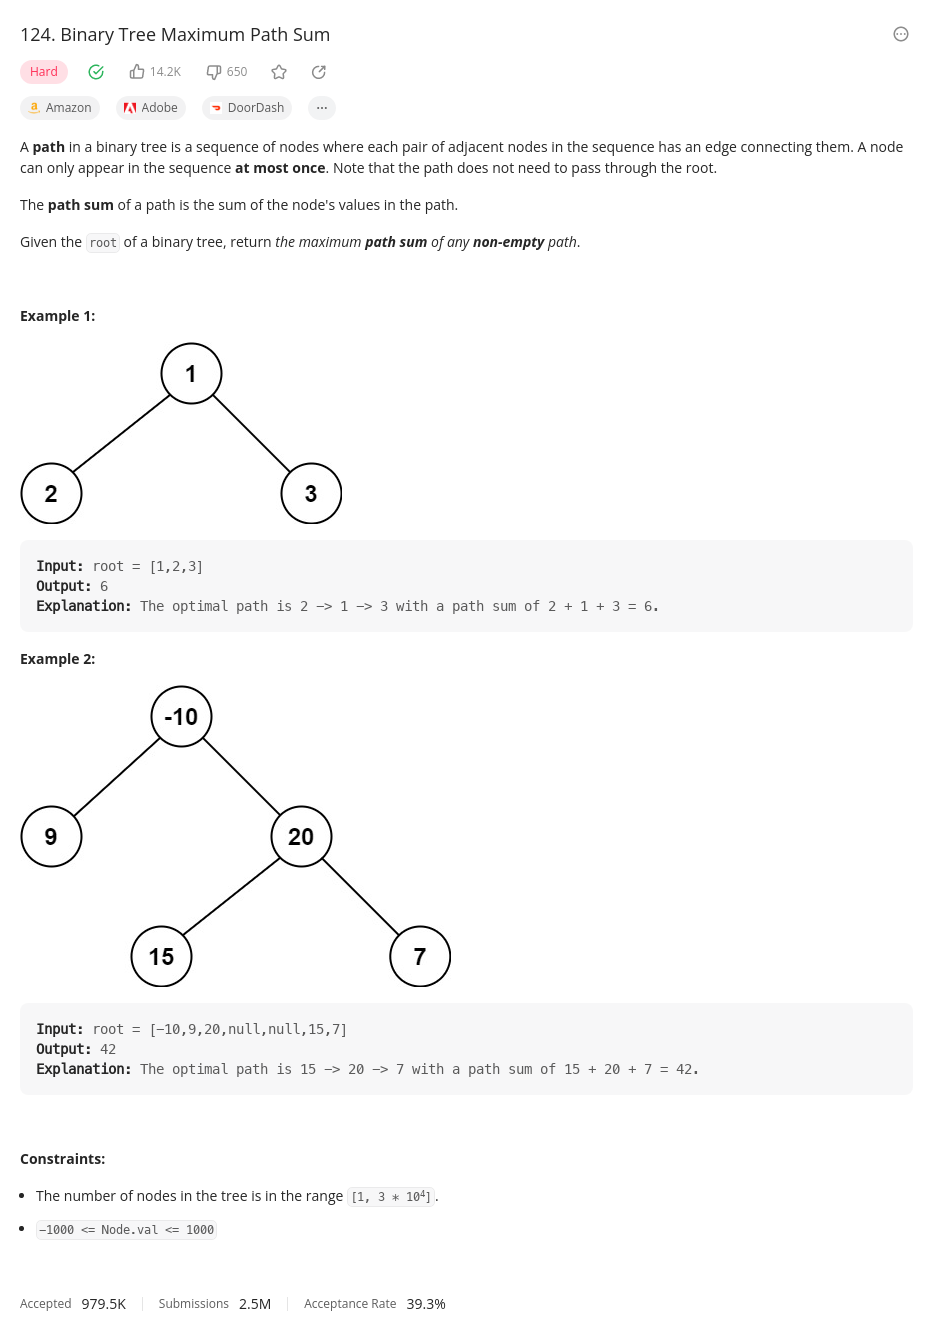 124. Binary Tree Maximum Path Sum
Hard 14.2K 650
Amazon Adobe DoorDash ...
A path in a binary tree is a sequence of nodes where each pair of adjacent nodes in the sequence has an edge connecting them. A node
can only appear in the sequence at most once. Note that the path does not need to pass through the root.
The path sum of a path is the sum of the node's values in the path.
Given the root of a binary tree, return the maximum path sum of any non-empty path.
Example 1:
1
2 3
Input: root = [1,2,3]
Output: 6
Explanation: The optimal path is 2 -> 1 -> 3 with a path sum of 2 + 1 + 3 = 6.
Example 2:
-10
9 20
15 7
Input: root = [-10,9,20,null,null,15,7]
Output: 42
Explanation: The optimal path is 15 -> 20 -> 7 with a path sum of 15 + 20 + 7 = 42.
Constraints:
• The number of nodes in the tree is in the range [1, 3 * 10⁴].
• -1000 <= Node.val <= 1000
Accepted 979.5K Submissions 2.5M Acceptance Rate 39.3%